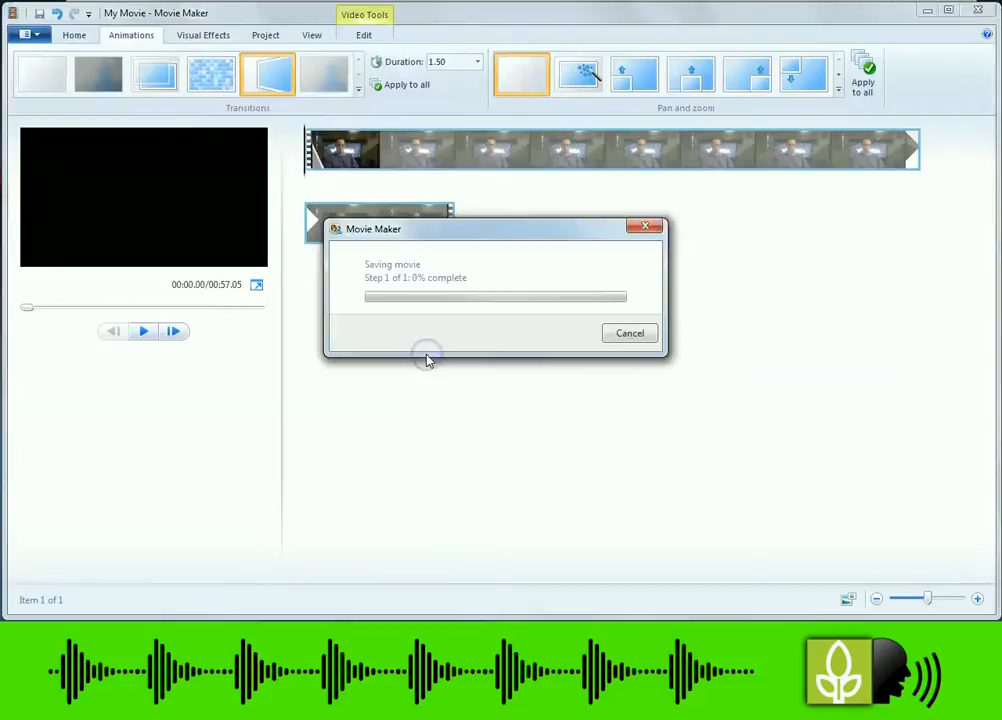 My Movie - Movie Maker
Video Tools
Home
Animations
Visual Effects
Project
View
Edit
Duration: 1.50
Apply to all
Apply
to all
Transitions
Pan and zoom
00:00.00/00:57.05
Movie Maker
Saving movie
Step 1 of 1: 0% complete
Cancel
Item 1 of 1